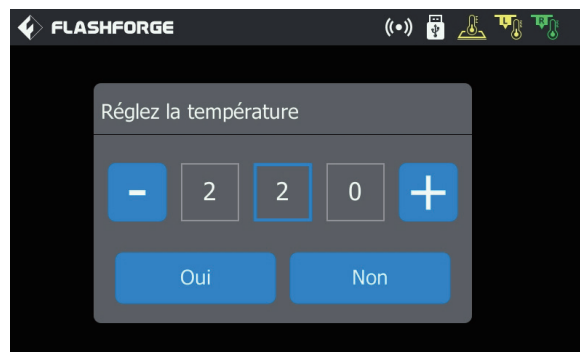 FLASHFORGE
L R
Réglez la température
- 2 2 0 +
Oui Non